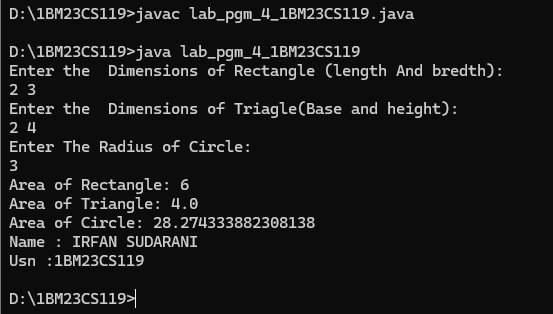 D:\1BM23CS119>javac lab_pgm_4_1BM23CS119.java
D:\1BM23CS119>java lab_pgm_4_1BM23CS119
Enter the  Dimensions of Rectangle (length And bredth):
2 3
Enter the  Dimensions of Triagle(Base and height):
2 4
Enter The Radius of Circle:
3
Area of Rectangle: 6
Area of Triangle: 4.0
Area of Circle: 28.274333882308138
Name : IRFAN SUDARANI
Usn :1BM23CS119
D:\1BM23CS119>